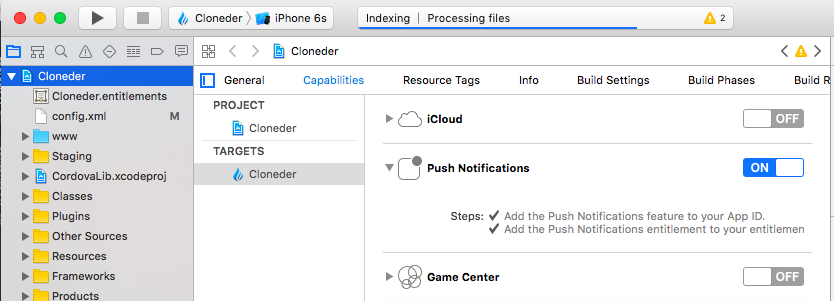 Cloneder
iPhone 6s
Indexing
Processing files
2
Cloneder
General
Capabilities
Resource Tags
Info
Build Settings
Build Phases
Build R
Cloneder
Cloneder.entitlements
config.xml
M
www
Staging
CordovaLib.xcodeproj
Classes
Plugins
Other Sources
Resources
Frameworks
Products
PROJECT
Cloneder
TARGETS
Cloneder
iCloud
OFF
Push Notifications
ON
Steps: ✔ Add the Push Notifications feature to your App ID.
✔ Add the Push Notifications entitlement to your entitlemen
Game Center
OFF